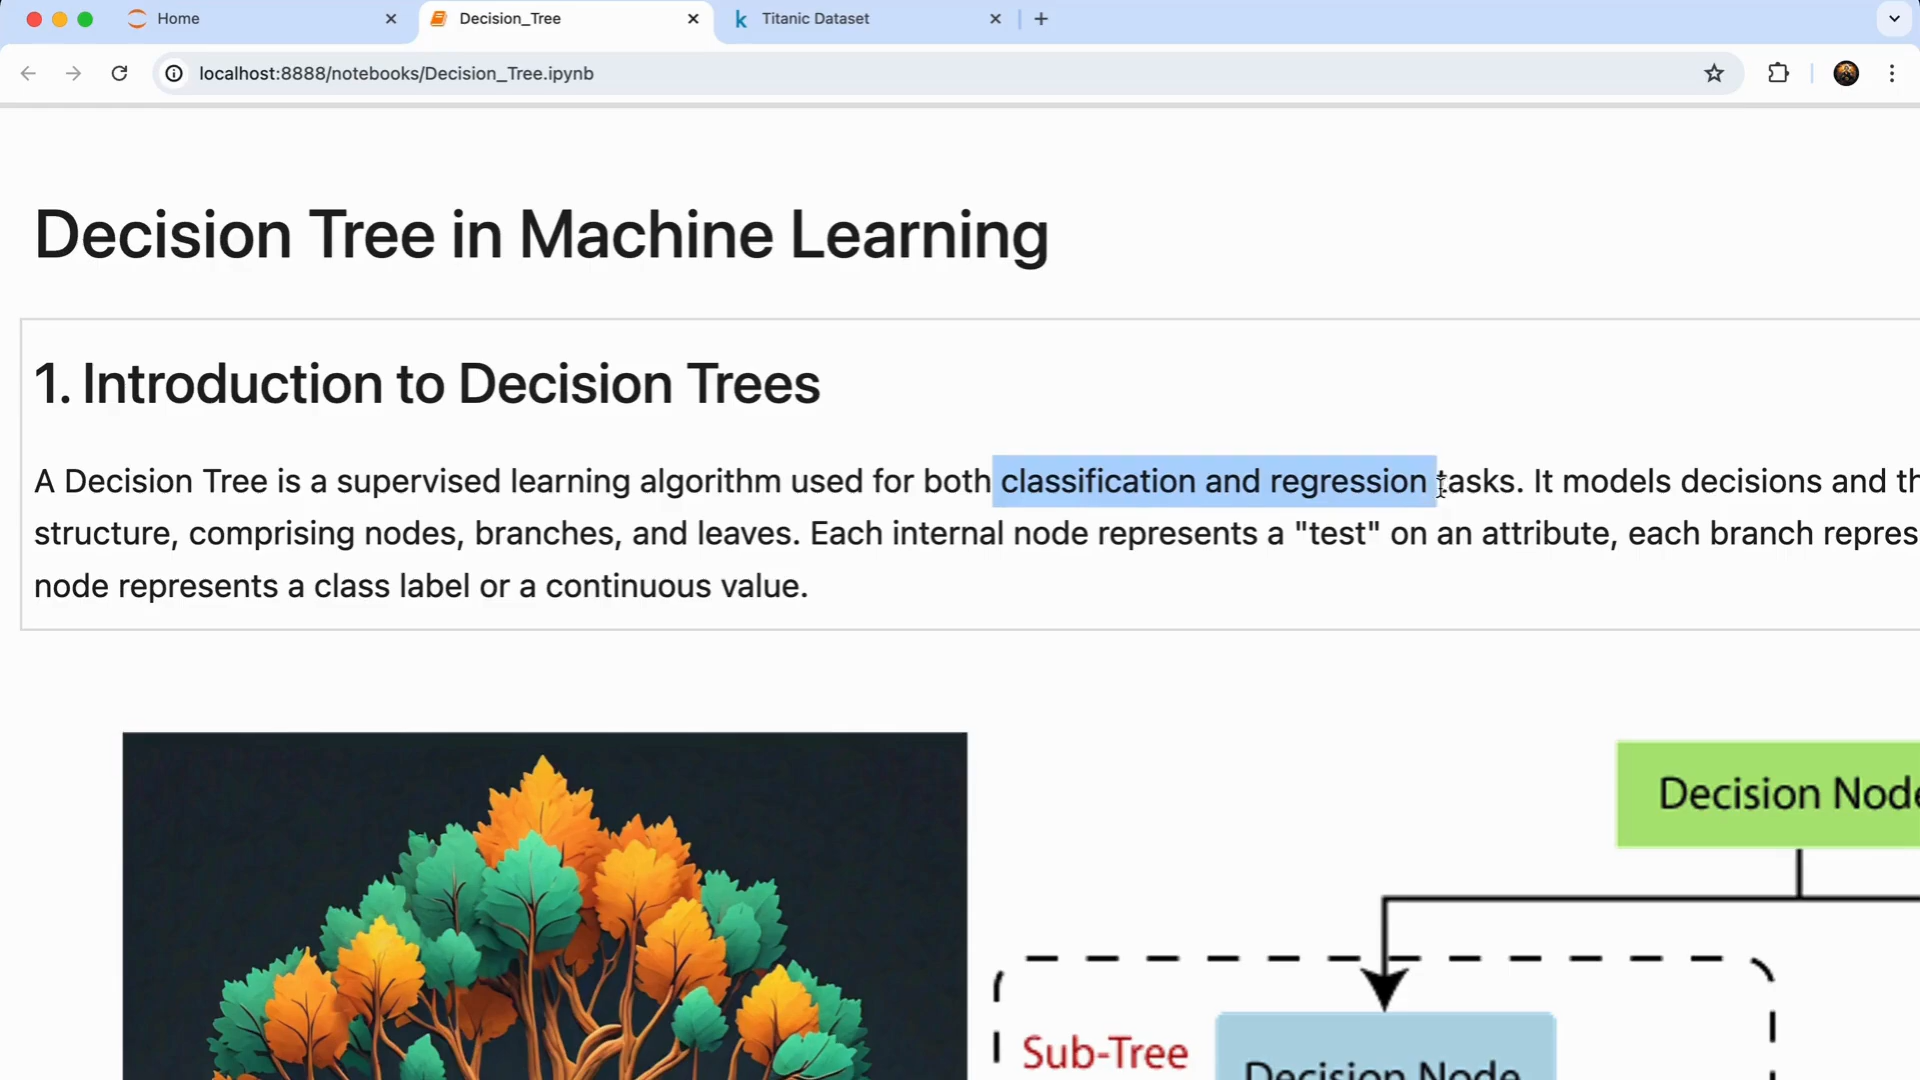 Home
Decision_Tree
Titanic Dataset
localhost:8888/notebooks/Decision_Tree.ipynb
Decision Tree in Machine Learning
1. Introduction to Decision Trees
A Decision Tree is a supervised learning algorithm used for both classification and regression tasks. It models decisions and
structure, comprising nodes, branches, and leaves. Each internal node represents a "test" on an attribute, each branch
node represents a class label or a continuous value.
Decision Node
Sub-Tree
Decision Node